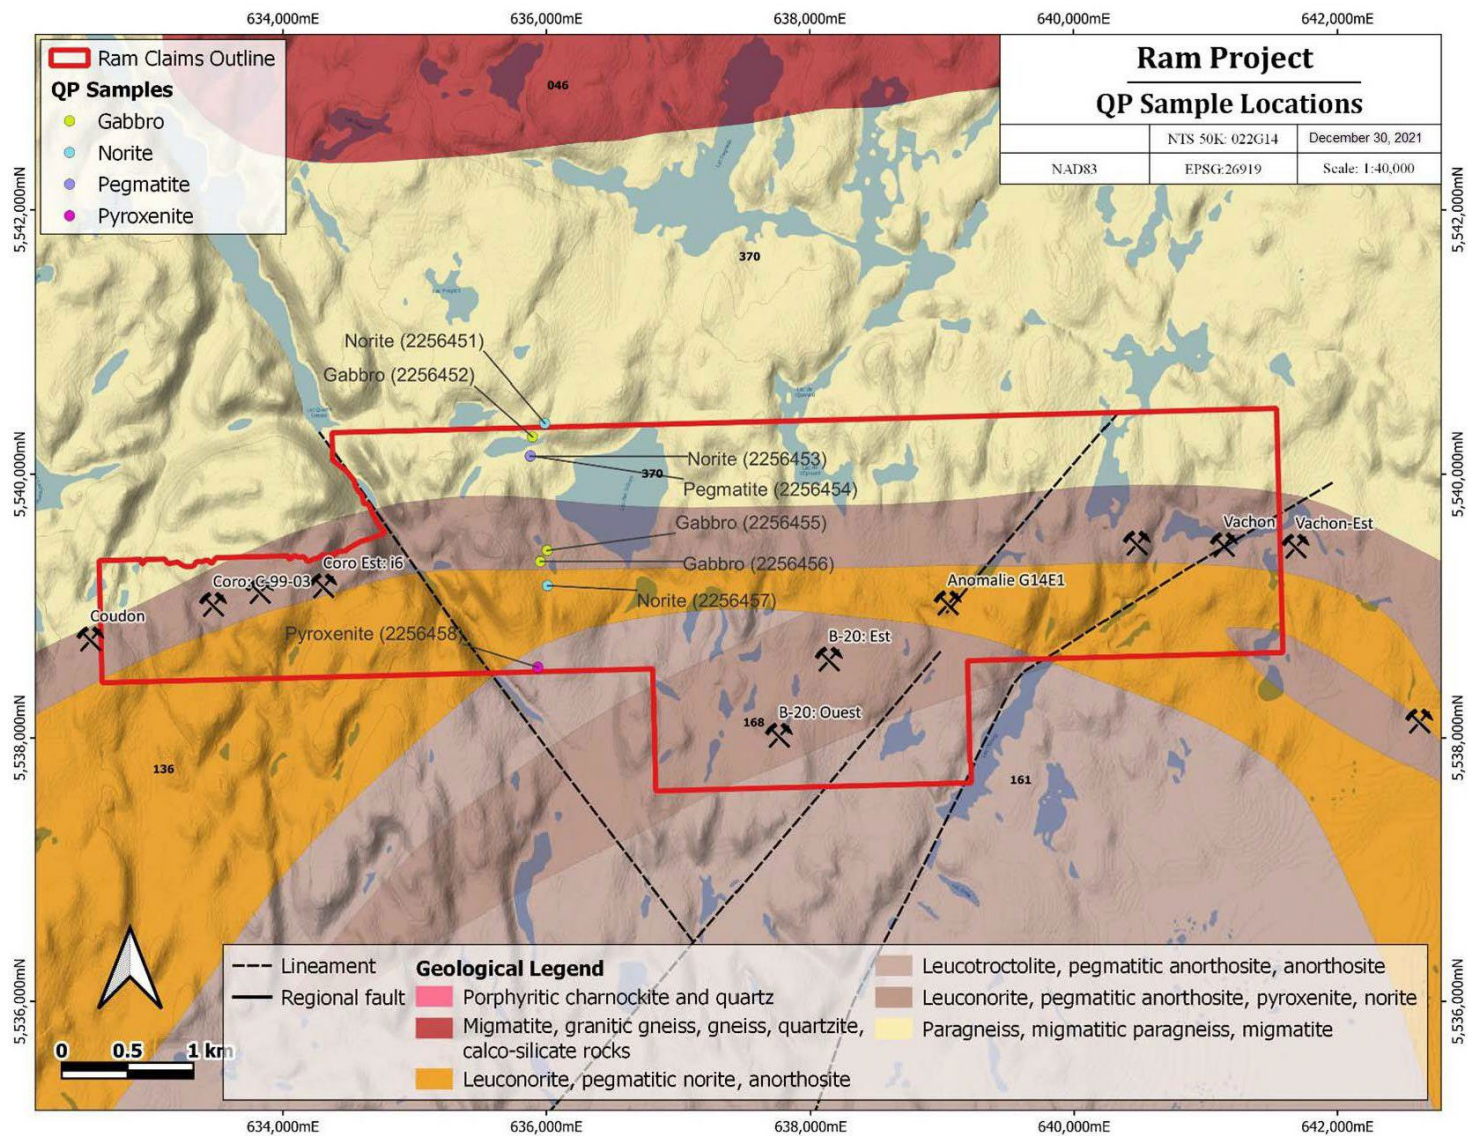 634,000mE
636,000mE
638,000mE
640,000mE
642,000mE
Ram Claims Outline
QP Samples
Gabbro
Norite
Pegmatite
Pyroxenite
Ram Project
QP Sample Locations
NTS 50K: 022G14
December 30, 2021
NAD83
EPSG:26919
Scale: 1:40,000
046
5,542,000mN
5,542,000mN
370
Norite (2256451)
Gabbro (2256452)
Norite (2256453)
370
Pegmatite (2256454)
5,540,000mN
5,540,000mN
Gabbro (2256455)
Vachon
Vachon-Est
Coro Est: i6
Gabbro (2256456)
Coro: C-99-03
Anomalie G14E1
Norite (2256457)
Coudon
Pyroxenite (2256458)
B-20: Est
B-20: Ouest
168
5,538,000mN
5,538,000mN
136
161
Lineament
Regional fault
Geological Legend
Porphyritic charnockite and quartz
Migmatite, granitic gneiss, gneiss, quartzite,
calco-silicate rocks
Leuconorite, pegmatitic norite, anorthosite
Leucotroctolite, pegmatitic anorthosite, anorthosite
Leuconorite, pegmatitic anorthosite, pyroxenite, norite
Paragneiss, migmatitic paragneiss, migmatite
5,536,000mN
5,536,000mN
0 0.5 1 km
634,000mE
636,000mE
638,000mE
640,000mE
642,000mE